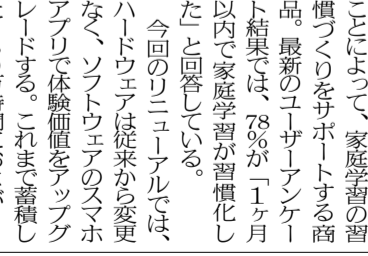 ことによって、家庭学習の習
慣づくりをサポートする商
品。最新のユーザーアンケー
ト結果では、78%が「1ヶ月
以内で家庭学習が習慣化し
た」と回答している。
今回のリニューアルでは、
ハードウェアは従来から変更
なく、ソフトウェアのスマホ
アプリで体験価値をアップグ
レードする。これまで蓄積し